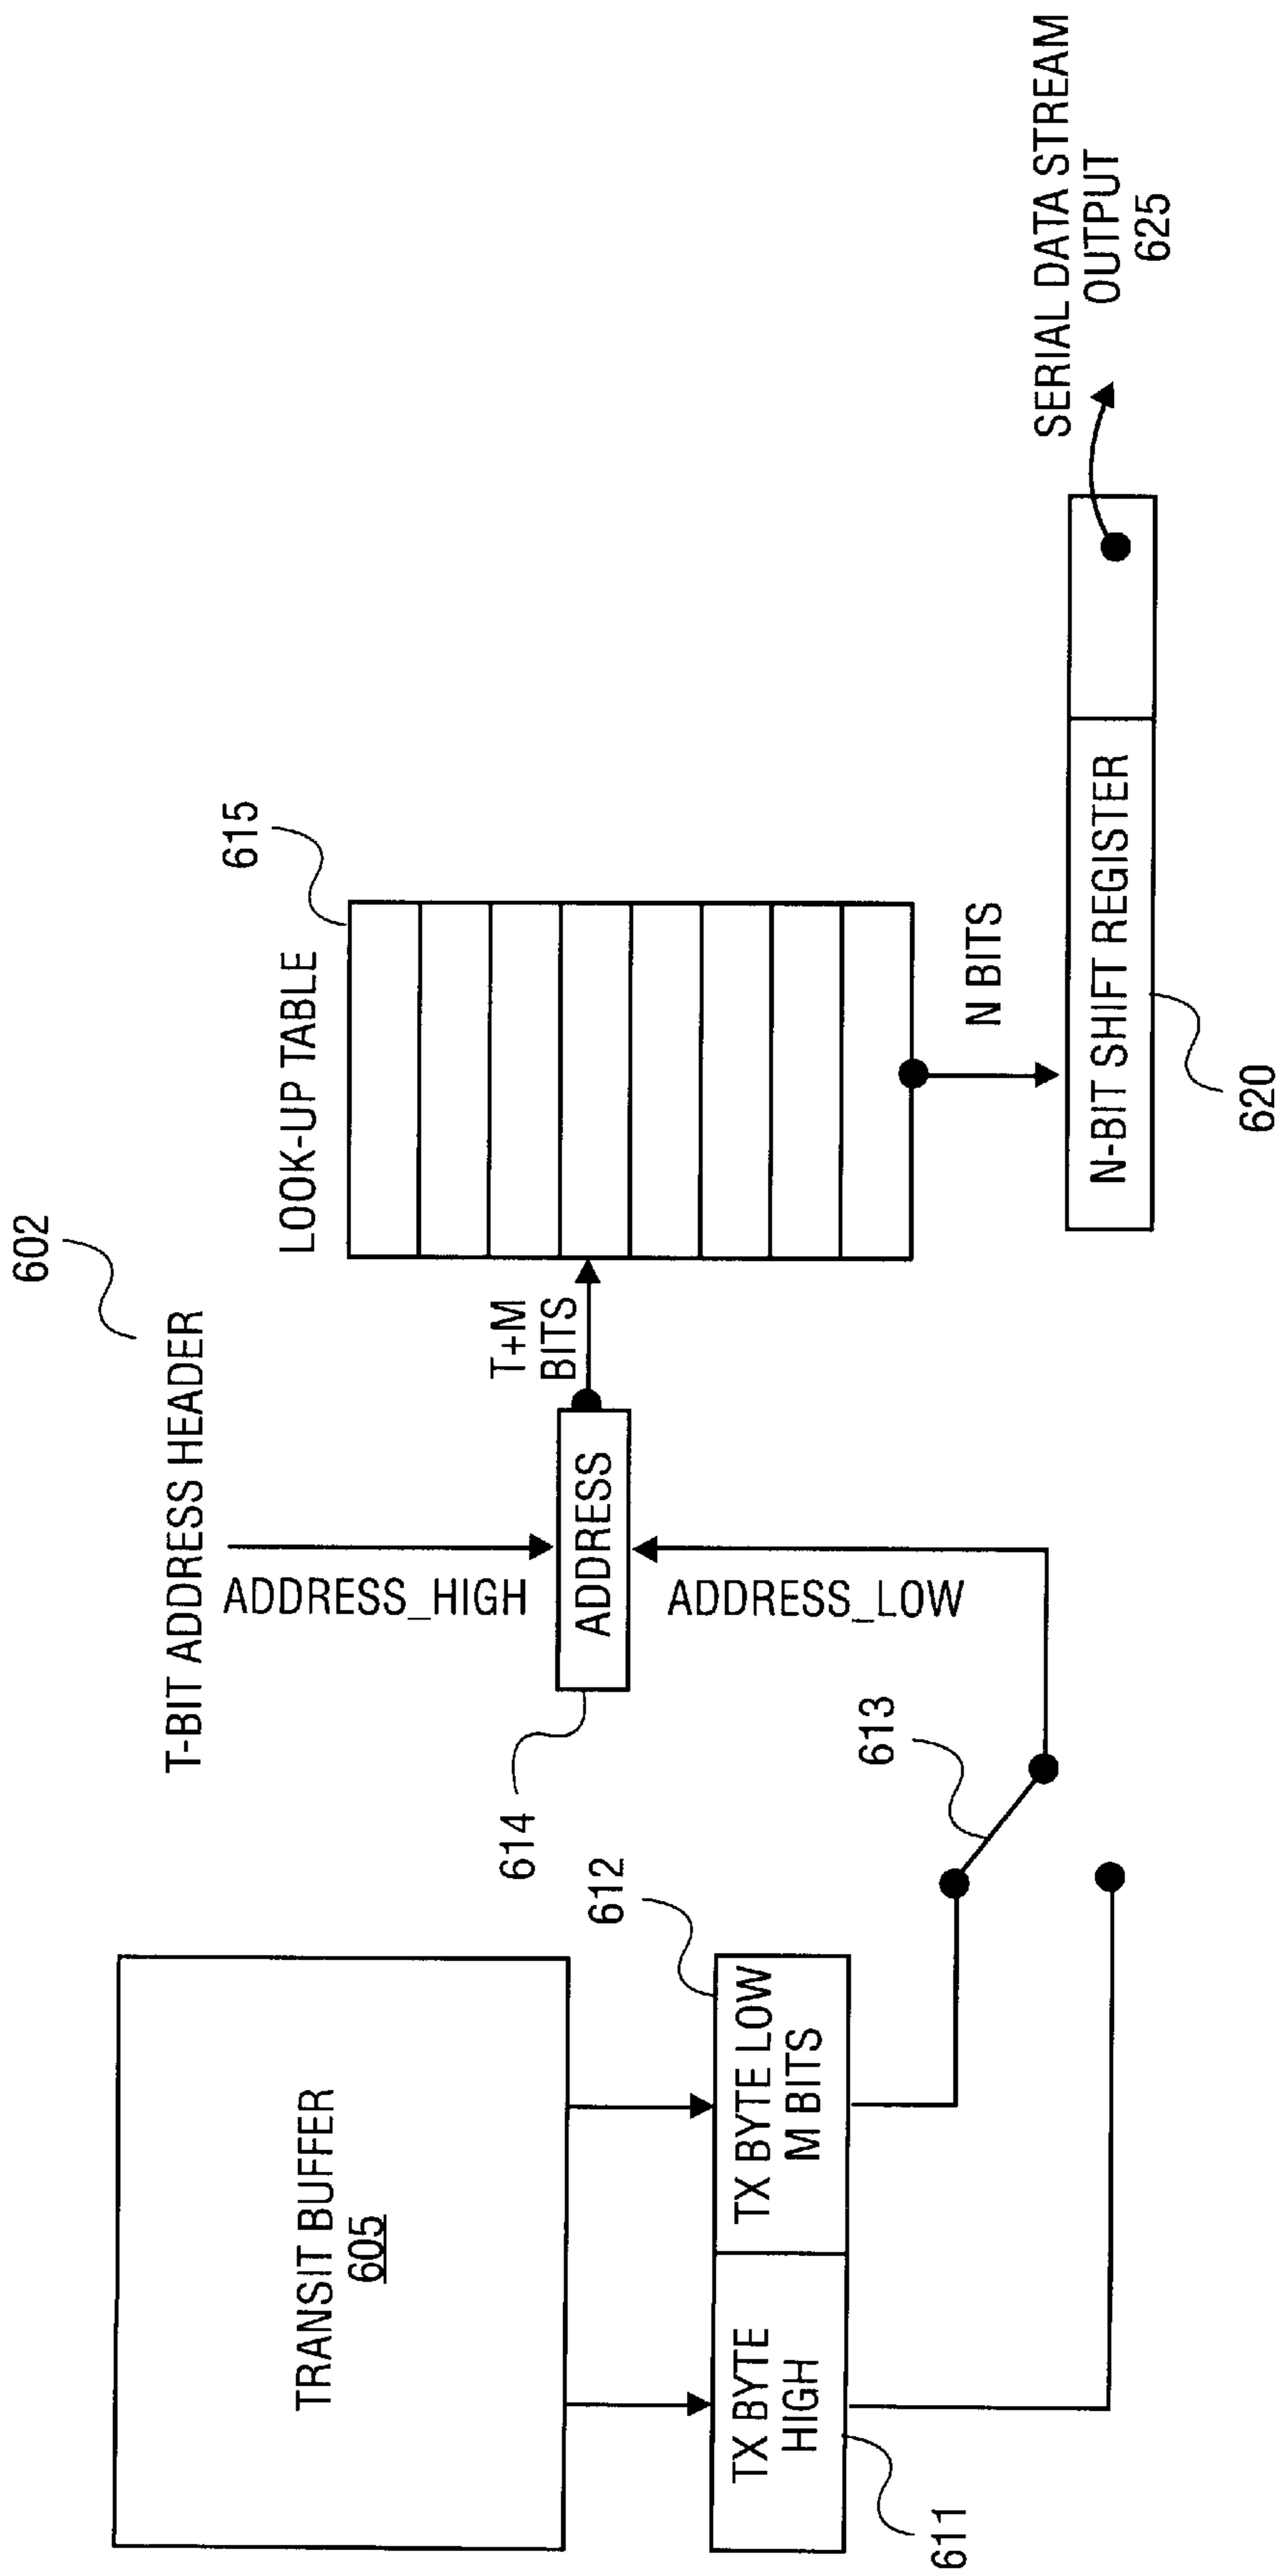 602
T-BIT ADDRESS HEADER
615
LOOK-UP TABLE
TRANSIT BUFFER
605
ADDRESS_HIGH
T+M
BITS
614
ADDRESS
612
ADDRESS_LOW
TX BYTE
HIGH
TX BYTE LOW
M BITS
613
611
N BITS
SERIAL DATA STREAM
OUTPUT
625
N-BIT SHIFT REGISTER
620